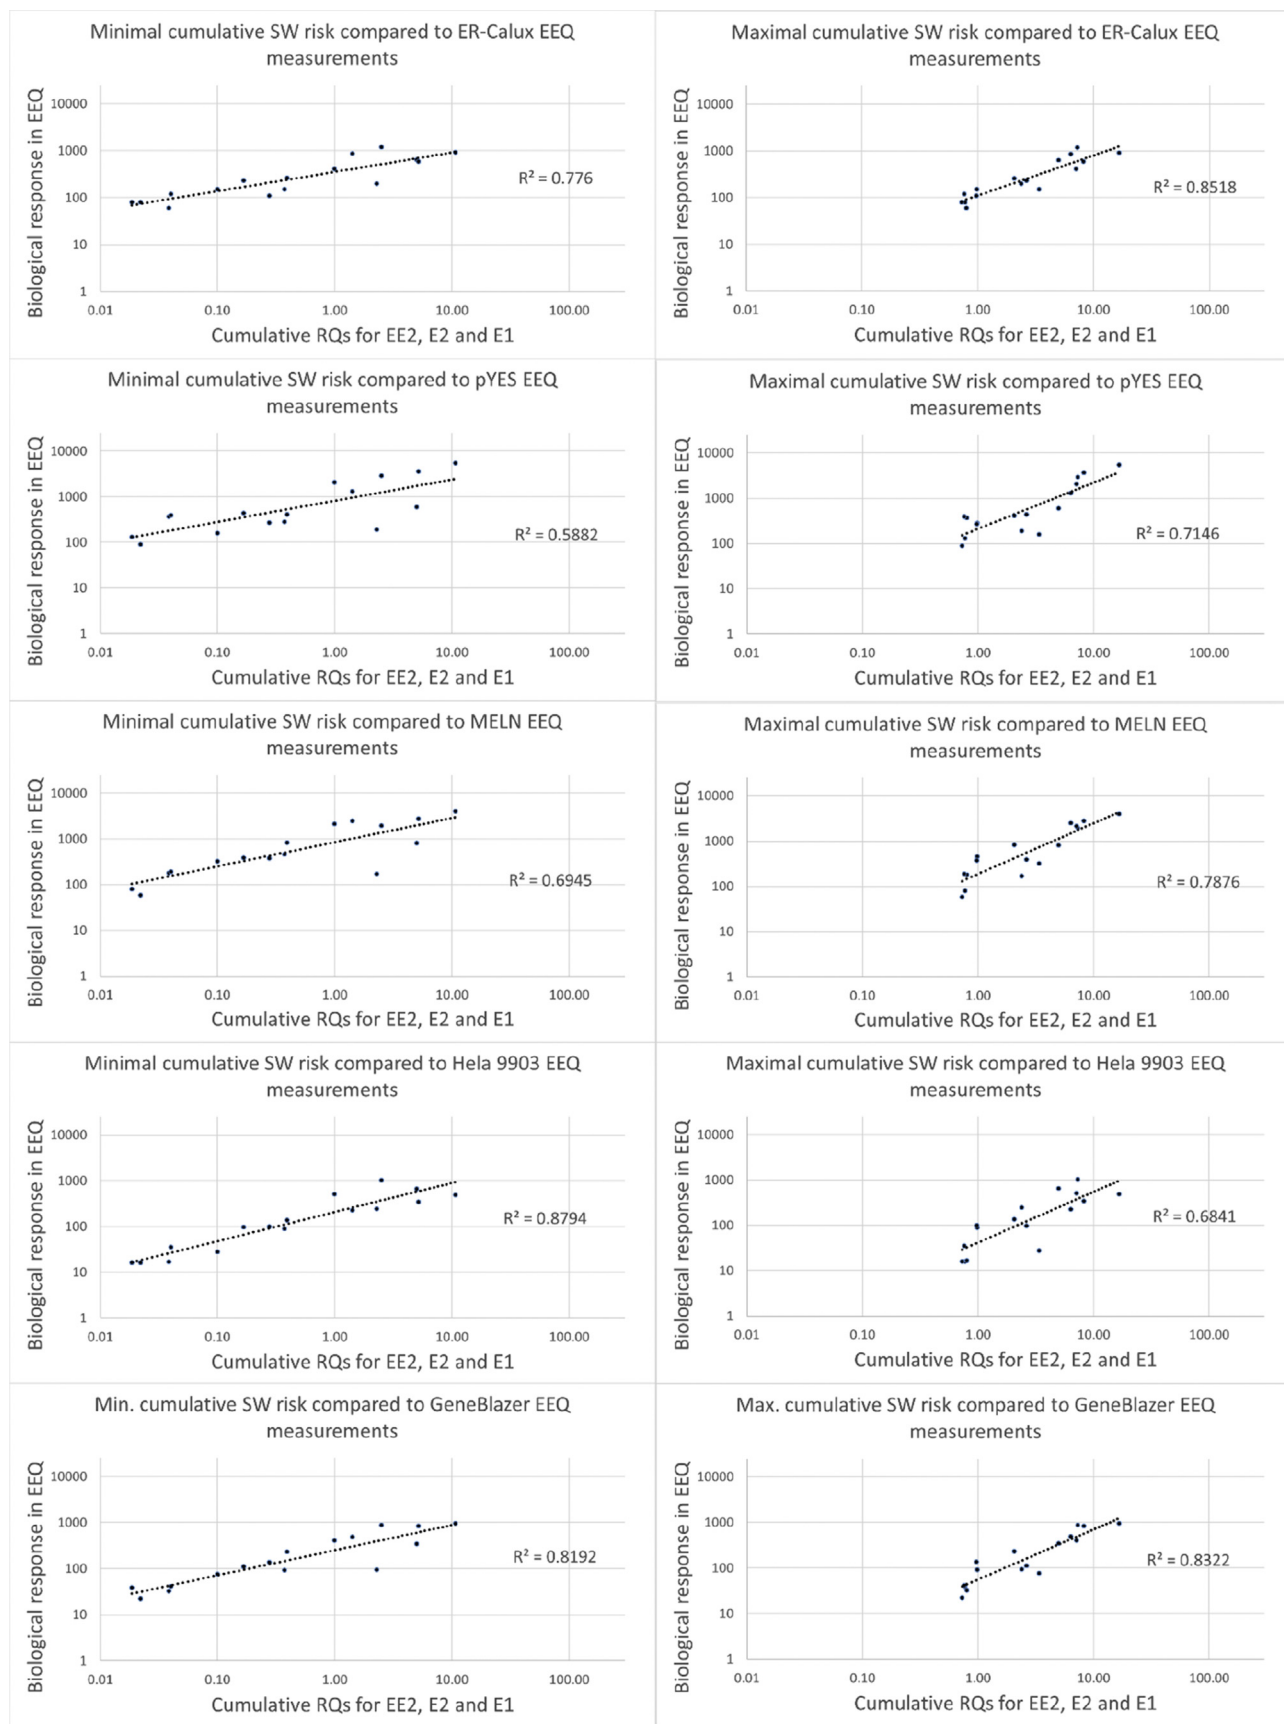 Minimal cumulative SW risk compared to ER-Calux EEQ
measurements
Biological response in EEQ
10000
1000
100
10
1
R² = 0.776
0.01 0.10 1.00 10.00 100.00
Cumulative RQs for EE2, E2 and E1
Maximal cumulative SW risk compared to ER-Calux EEQ
measurements
Biological response in EEQ
10000
1000
100
10
1
R² = 0.8518
0.01 0.10 1.00 10.00 100.00
Cumulative RQs for EE2, E2 and E1
Minimal cumulative SW risk compared to pYES EEQ
measurements
Biological response in EEQ
10000
1000
100
10
1
R² = 0.5882
0.01 0.10 1.00 10.00 100.00
Cumulative RQs for EE2, E2 and E1
Maximal cumulative SW risk compared to pYES EEQ
measurements
Biological response in EEQ
10000
1000
100
10
1
R² = 0.7146
0.01 0.10 1.00 10.00 100.00
Cumulative RQs for EE2, E2 and E1
Minimal cumulative SW risk compared to MELN EEQ
measurements
Biological response in EEQ
10000
1000
100
10
1
R² = 0.6945
0.01 0.10 1.00 10.00 100.00
Cumulative RQs for EE2, E2 and E1
Maximal cumulative SW risk compared to MELN EEQ
measurements
Biological response in EEQ
10000
1000
100
10
1
R² = 0.7876
0.01 0.10 1.00 10.00 100.00
Cumulative RQs for EE2, E2 and E1
Minimal cumulative SW risk compared to Hela 9903 EEQ
measurements
Biological response in EEQ
10000
1000
100
10
1
R² = 0.8794
0.01 0.10 1.00 10.00 100.00
Cumulative RQs for EE2, E2 and E1
Maximal cumulative SW risk compared to Hela 9903 EEQ
measurements
Biological response in EEQ
10000
1000
100
10
1
R² = 0.6841
0.01 0.10 1.00 10.00 100.00
Cumulative RQs for EE2, E2 and E1
Min. cumulative SW risk compared to GeneBlazer EEQ
measurements
Biological response in EEQ
10000
1000
100
10
1
R² = 0.8192
0.01 0.10 1.00 10.00 100.00
Cumulative RQs for EE2, E2 and E1
Max. cumulative SW risk compared to GeneBlazer EEQ
measurements
Biological response in EEQ
10000
1000
100
10
1
R² = 0.8322
0.01 0.10 1.00 10.00 100.00
Cumulative RQs for EE2, E2 and E1